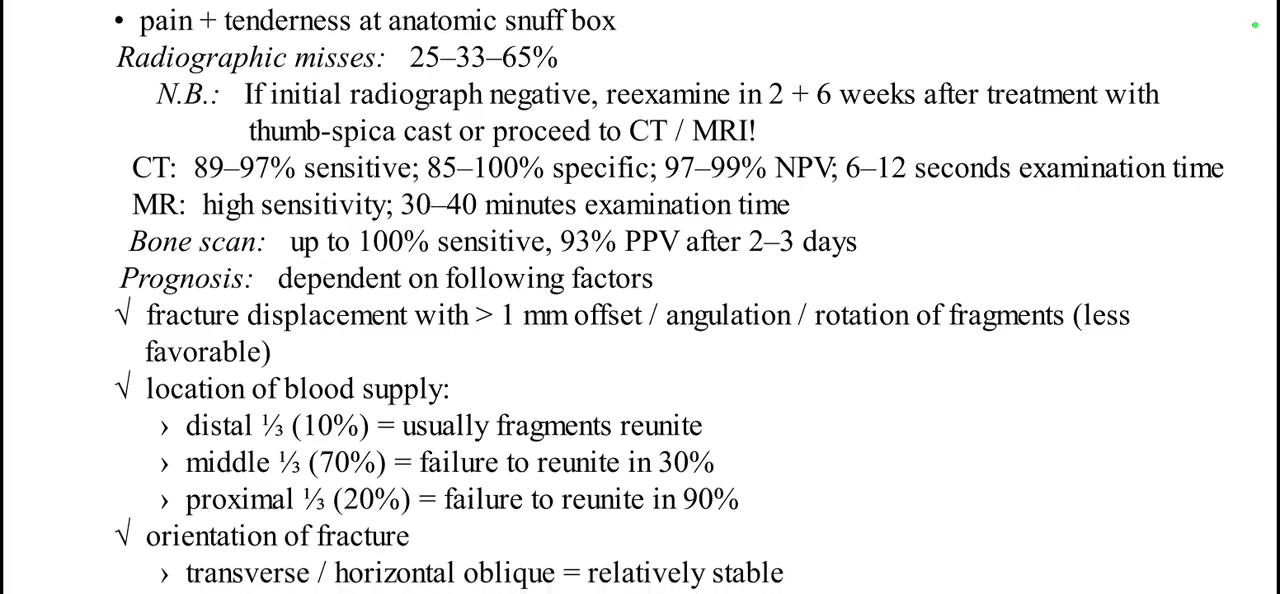 • pain + tenderness at anatomic snuff box
Radiographic misses: 25–33–65%
N.B.: If initial radiograph negative, reexamine in 2 + 6 weeks after treatment with
thumb-spica cast or proceed to CT / MRI!
CT: 89–97% sensitive; 85–100% specific; 97–99% NPV; 6–12 seconds examination time
MR: high sensitivity; 30–40 minutes examination time
Bone scan: up to 100% sensitive, 93% PPV after 2–3 days
Prognosis: dependent on following factors
√ fracture displacement with > 1 mm offset / angulation / rotation of fragments (less
favorable)
√ location of blood supply:
› distal ⅓ (10%) = usually fragments reunite
› middle ⅓ (70%) = failure to reunite in 30%
› proximal ⅓ (20%) = failure to reunite in 90%
√ orientation of fracture
› transverse / horizontal oblique = relatively stable